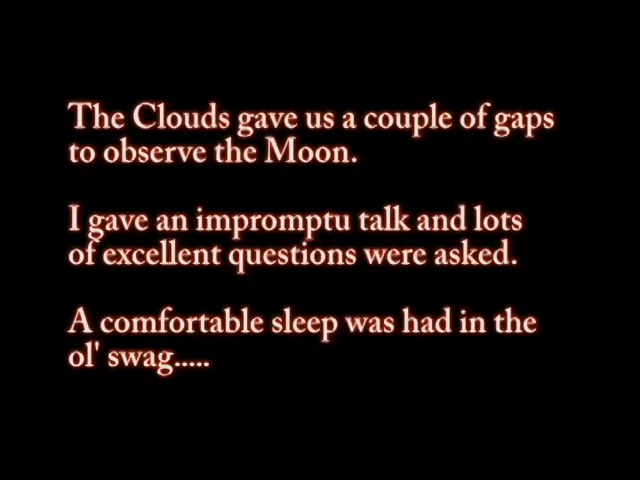 The Clouds gave us a couple of gaps
to observe the Moon.
I gave an impromptu talk and lots
of excellent questions were asked.
A comfortable sleep was had in the
ol' swag.....